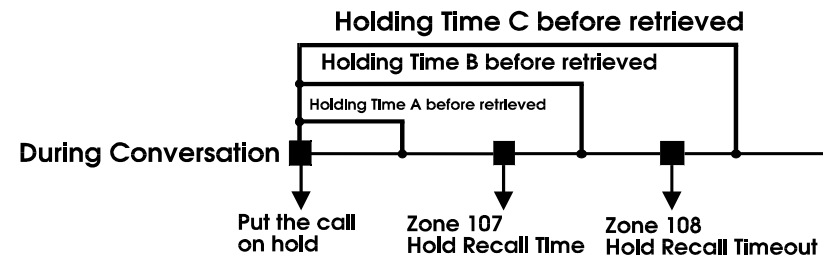 Holding Time C before retrieved
Holding Time B before retrieved
Holding Time A before retrieved
During Conversation
Put the call
on hold
Zone 107
Hold Recall Time
Zone 108
Hold Recall Timeout